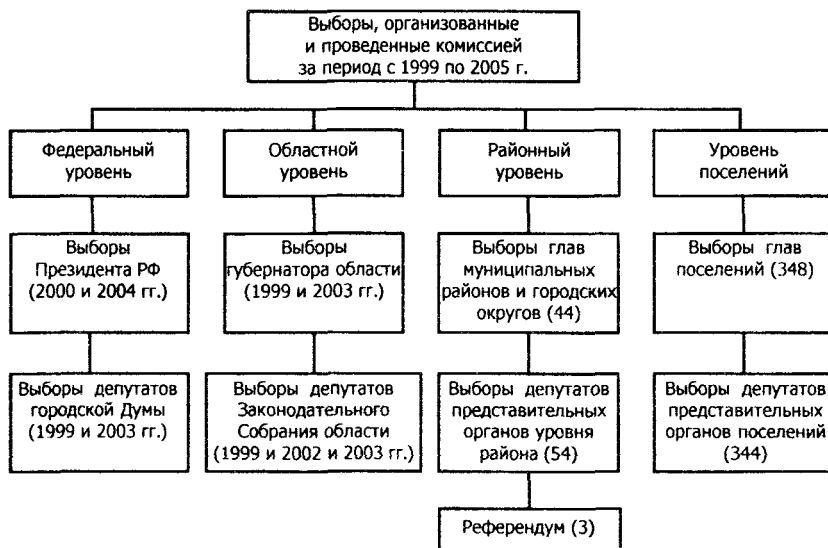 Выборы, организованные
и проведенные комиссией
за период с 1999 по 2005 г.
Федеральный
уровень
Областной
уровень
Районный
уровень
Уровень
поселений
Выборы
Президента РФ
(2000 и 2004 гг.)
Выборы
губернатора области
(1999 и 2003 гг.)
Выборы глав
муниципальных
районов и городских
округов (44)
Выборы глав
поселений (348)
Выборы депутатов
городской Думы
(1999 и 2003 гг.)
Выборы депутатов
Законодательного
Собрания области
(1999 и 2002 и 2003 гг.)
Выборы депутатов
представительных
органов уровня
района (54)
Выборы депутатов
представительных
органов поселений
(344)
Референдум (3)